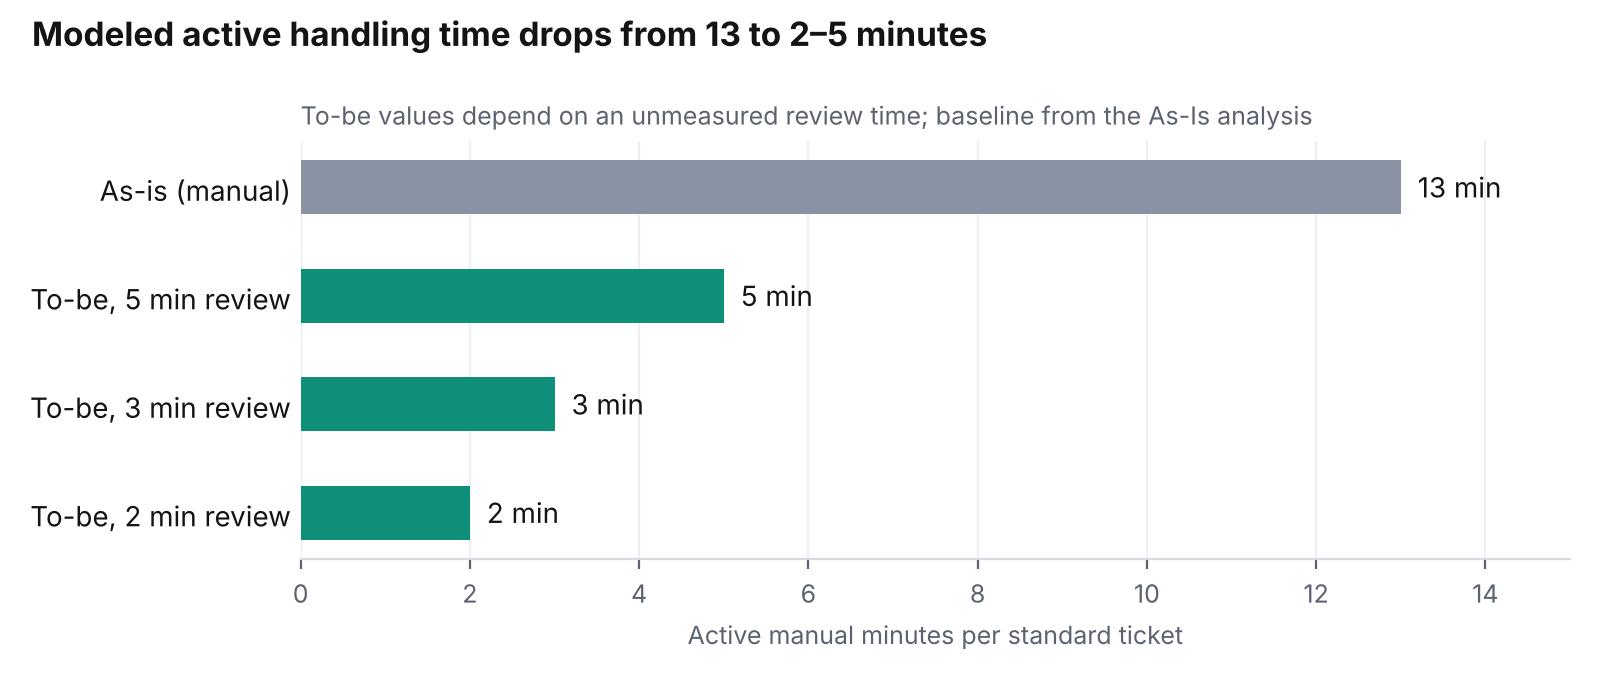 Modeled active handling time drops from 13 to 2–5 minutes
To-be values depend on an unmeasured review time; baseline from the As-Is analysis
As-is (manual)
13 min
To-be, 5 min review
5 min
To-be, 3 min review
3 min
To-be, 2 min review
2 min
0 2 4 6 8 10 12 14
Active manual minutes per standard ticket